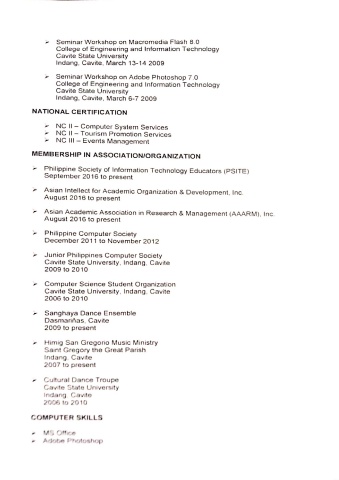 ➢ Seminar Workshop on Macromedia Flash 8.0
College of Engineering and Information Technology
Cavite State University
Indang, Cavite, March 13-14 2009
➢ Seminar Workshop on Adobe Photoshop 7.0
College of Engineering and Information Technology
Cavite State University
Indang, Cavite, March 6-7 2009
NATIONAL CERTIFICATION
➢ NC II – Computer System Services
➢ NC II – Tourism Promotion Services
➢ NC III – Events Management
MEMBERSHIP IN ASSOCIATION/ORGANIZATION
➢ Philippine Society of Information Technology Educators (PSITE)
September 2016 to present
➢ Asian Intellect for Academic Organization & Development, Inc.
August 2016 to present
➢ Asian Academic Association in Research & Management (AAARM), Inc.
August 2016 to present
➢ Philippine Computer Society
December 2011 to November 2012
➢ Junior Philippines Computer Society
Cavite State University, Indang, Cavite
2009 to 2010
➢ Computer Science Student Organization
Cavite State University, Indang, Cavite
2006 to 2010
➢ Sanghaya Dance Ensemble
Dasmariñas, Cavite
2009 to present
➢ Himig San Gregorio Music Ministry
Saint Gregory the Great Parish
Indang, Cavite
2007 to present
➢ Cultural Dance Troupe
Cavite State University
Indang, Cavite
2006 to 2010
COMPUTER SKILLS
➢ MS Office
➢ Adobe Photoshop